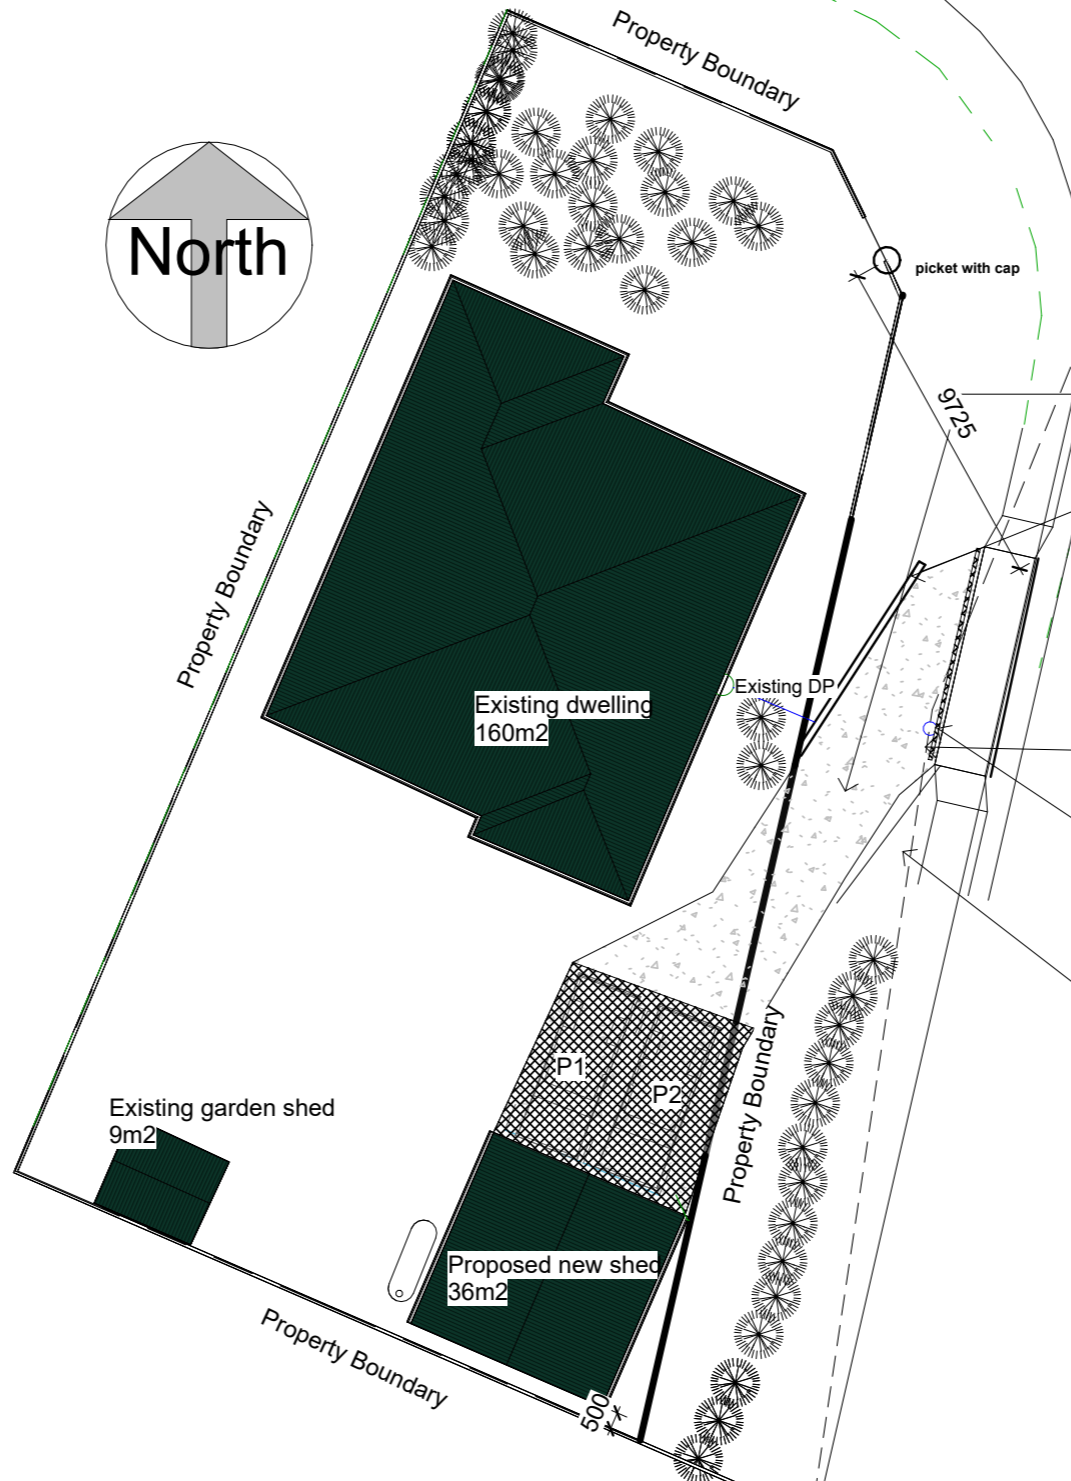 Property Boundary
North
picket with cap
9725
Property Boundary
Existing DP
Existing dwelling
160m2
P1
P2
Property Boundary
Existing garden shed
9m2
Proposed new shed
36m2
Property Boundary
500